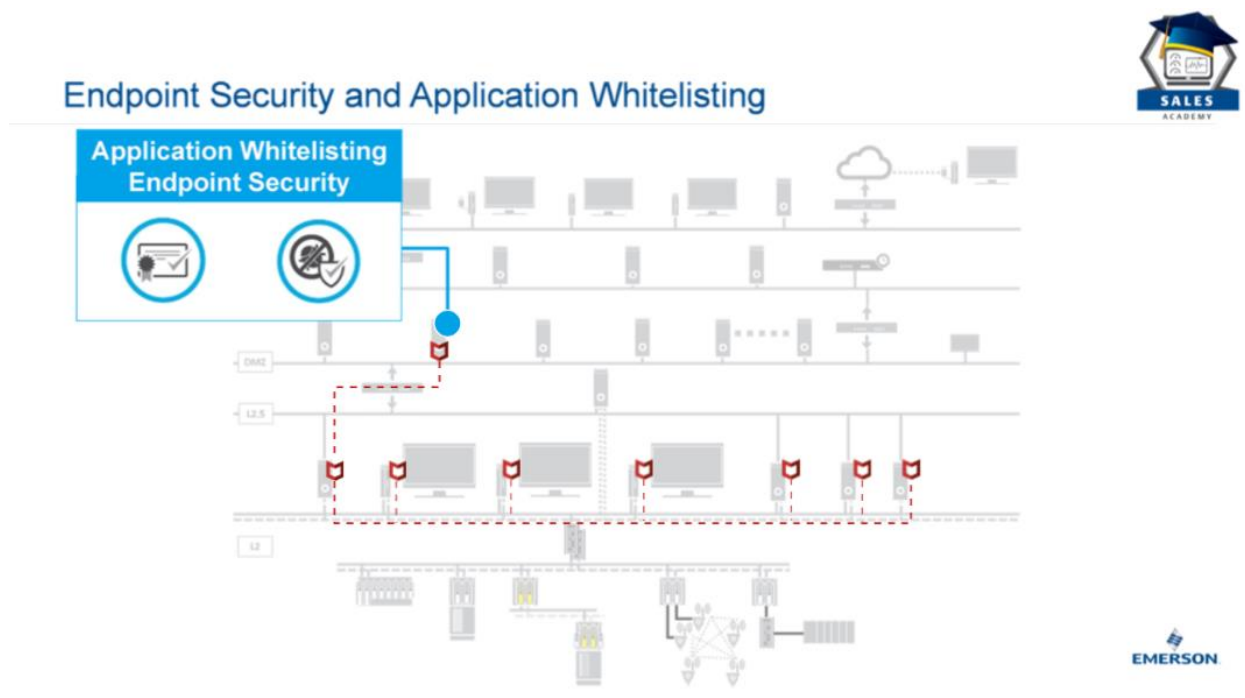 SALES
ACADEMY
Endpoint Security and Application Whitelisting
Application Whitelisting
Endpoint Security
DMZ
L2.5
L2
EMERSON